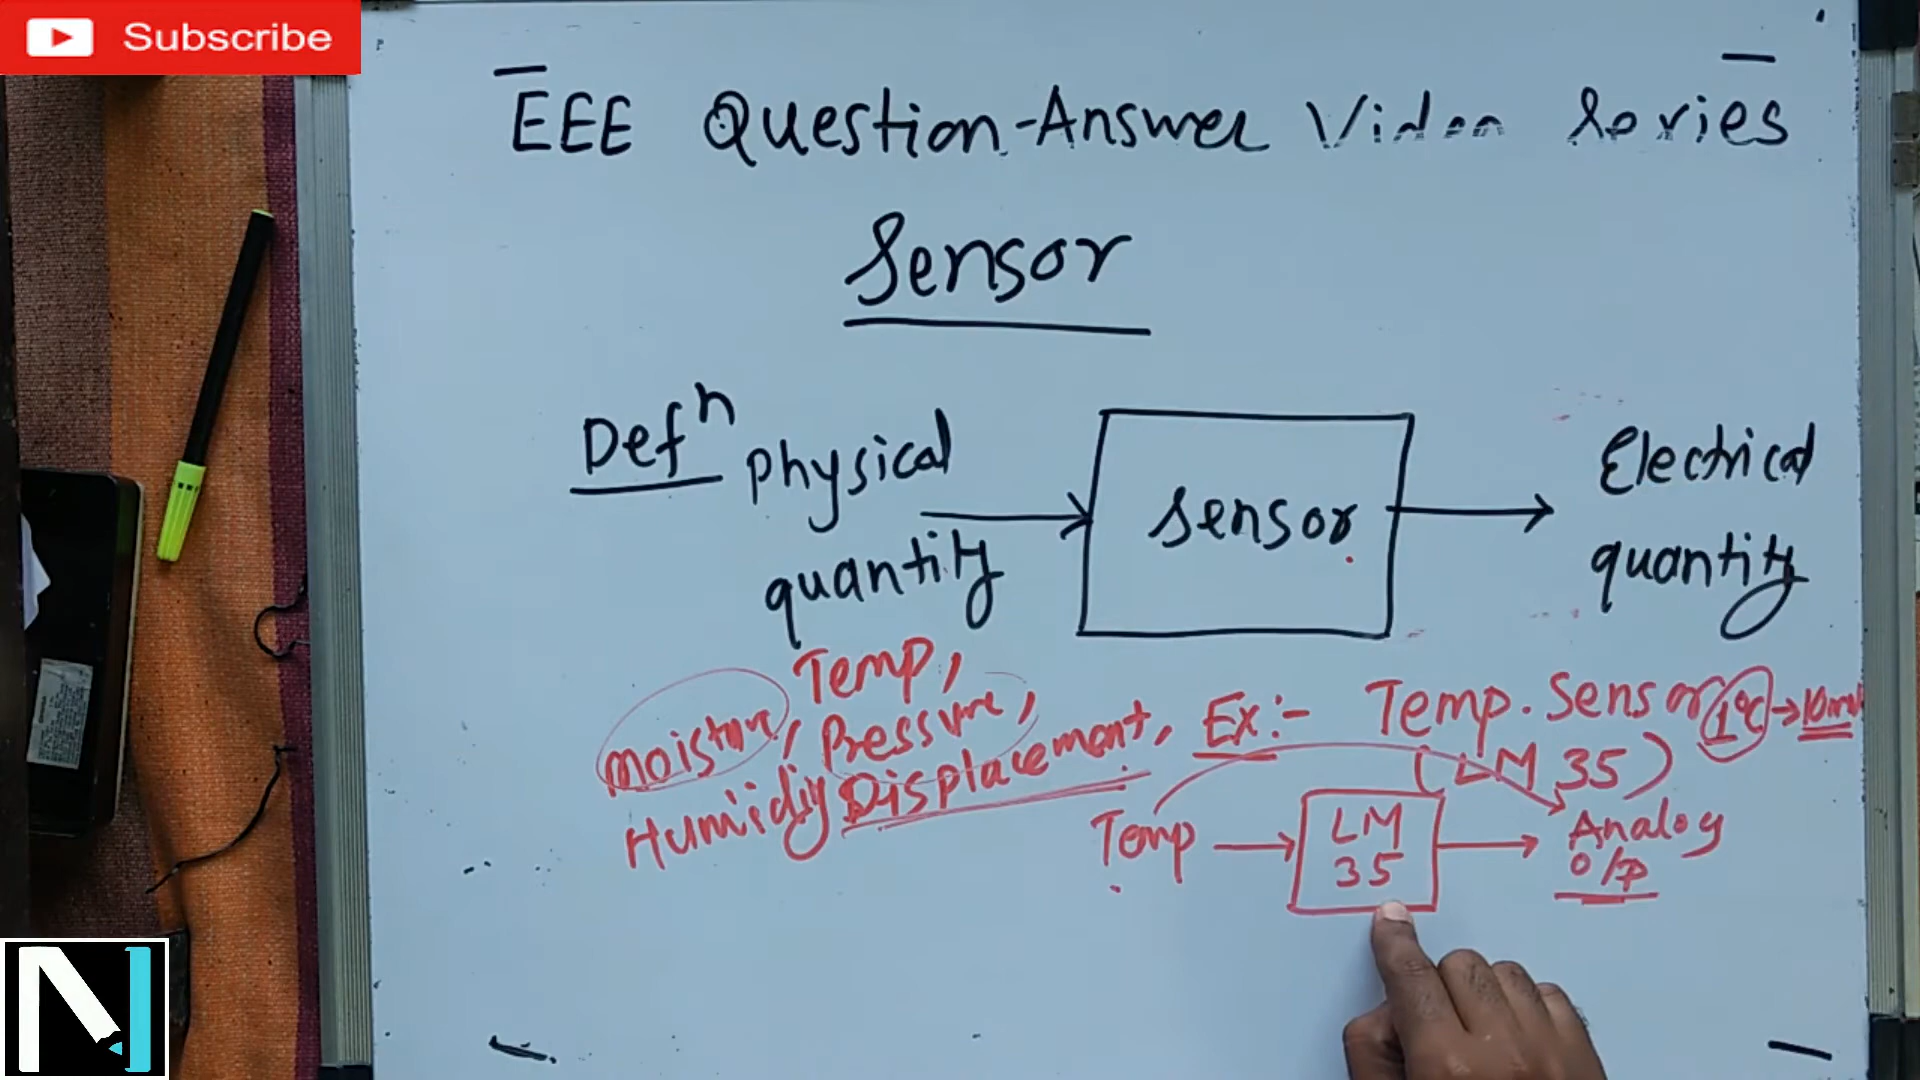 Subscribe
EEE Question-Answer Video Series
Sensor
Defn
Physical
quantity
sensor
Electrical
quantity
Temp,
moisture, Pressure,
Humidity Displacement,
Ex:- Temp. Sensor 1°C → 10mV
(LM 35)
Temp → LM
35 → Analog
O/P
N